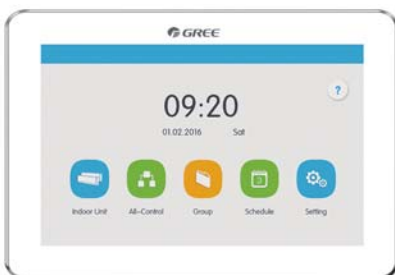 GREE
?
09:20
01.02.2016 Sat
Indoor Unit All-Control Group Schedule Setting